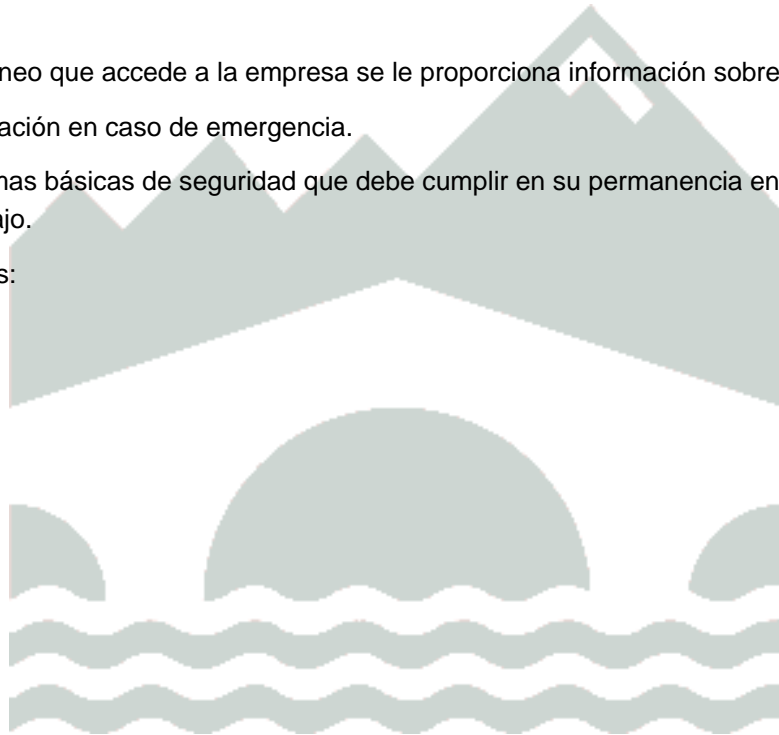 neo que accede a la empresa se le proporciona información sobre
ación en caso de emergencia.
nas básicas de seguridad que debe cumplir en su permanencia en
ajo.
s: